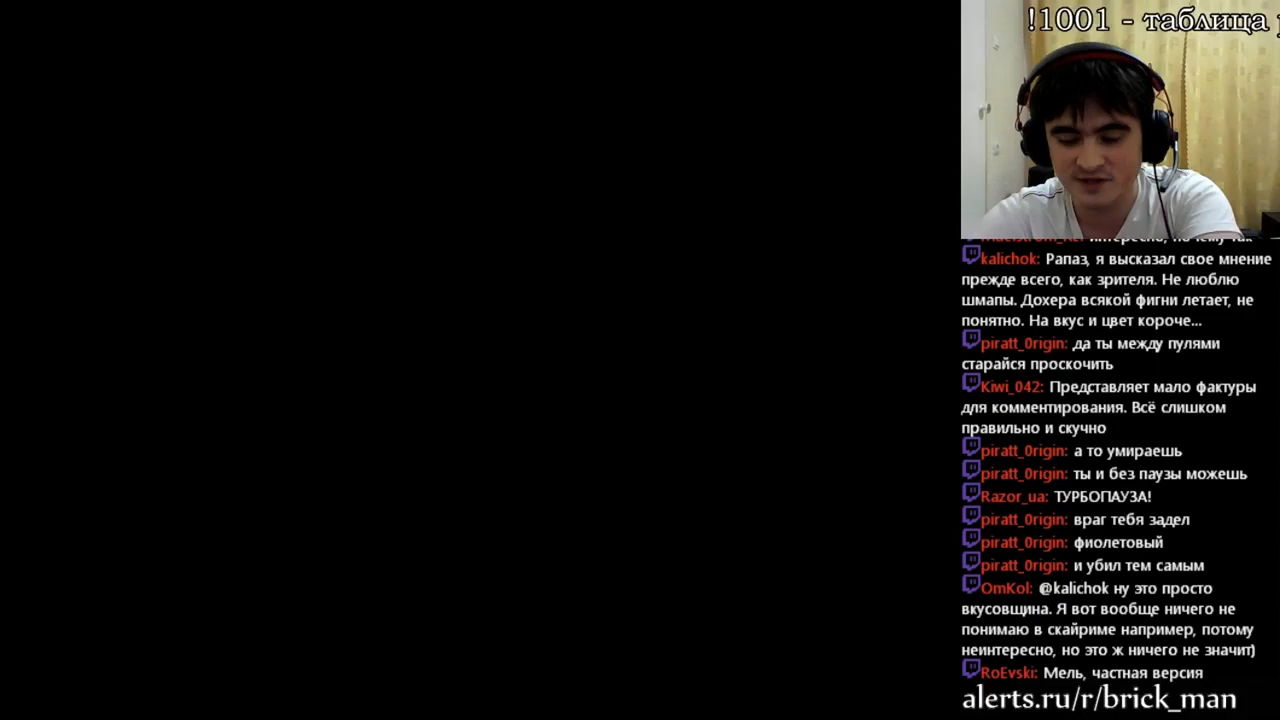 !1001 - таблица
интересно, почему так
kalichok: Рапаз, я высказал свое мнение
прежде всего, как зрителя. Не люблю
шмапы. Дохера всякой фигни летает, не
понятно. На вкус и цвет короче...
piratt_0rigin: да ты между пулями
старайся проскочить
Kiwi_042: Представляет мало фактуры
для комментирования. Всё слишком
правильно и скучно
piratt_0rigin: а то умираешь
piratt_0rigin: ты и без паузы можешь
Razor_ua: ТУРБОПАУЗА!
piratt_0rigin: враг тебя задел
piratt_0rigin: фиолетовый
piratt_0rigin: и убил тем самым
OmKol: @kalichok ну это просто
вкусовщина. Я вот вообще ничего не
понимаю в скайриме например, потому
неинтересно, но это ж ничего не значит)
RoEvski: Мель, частная версия
alerts.ru/r/brick_man